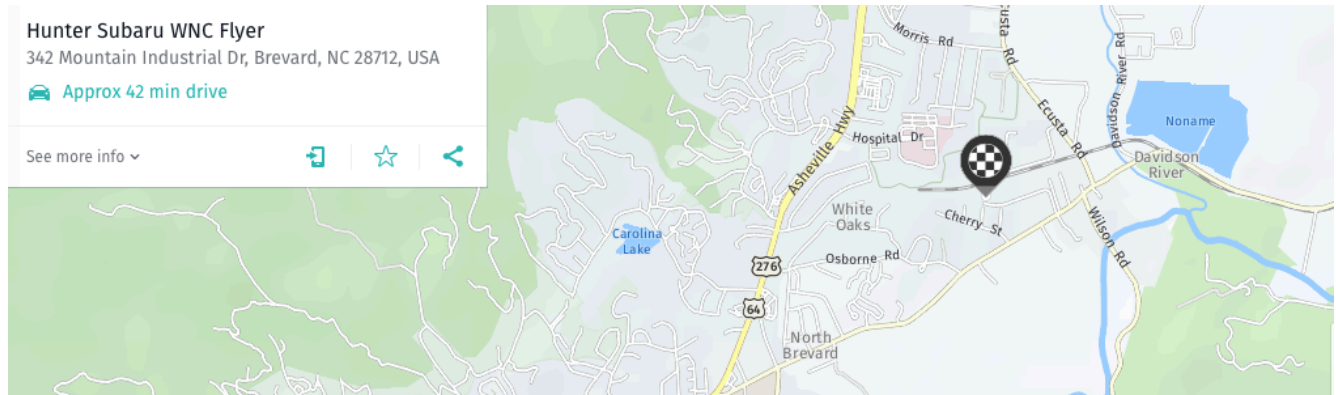 Hunter Subaru WNC Flyer
342 Mountain Industrial Dr, Brevard, NC 28712, USA
Approx 42 min drive
See more info
Morris Rd
Ecusta Rd
Davidson River Rd
Noname
Asheville Hwy
Hospital Dr
Davidson
River
White
Oaks
Cherry St
Wilson Rd
Carolina
Lake
Osborne Rd
276
64
North
Brevard